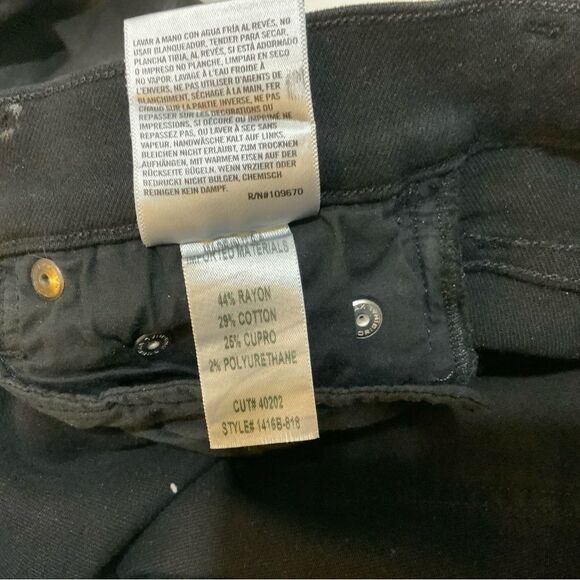 LAVAR A MANO CON AGUA FRÍA AL REVÉS, NO
USAR BLANQUEADOR, TENDER PARA SECAR,
PLANCHA TIBIA, AL REVÉS, SI ESTÁ ADORNADO
O IMPRESO NO PLANCHE, LIMPIAR EN SECO
NO VAPOR. LAVAGE À L'EAU FROIDE À
L'ENVERS, NE PAS UTILISER D'AGENTS DE
BLANCHIMENT, SÉCHAGE À LA MAIN. FER
CHAUD SUR LA PARTIE INVERSE, NE PAS
REPASSER SUR LES DECORATIONS OU
IMPRESSIONS, SI DÉCORÉ OU IMPRIMÉ NE
REPASSEZ PAS, OU LAVER À SEC SANS
VAPEUR. HANDWÄSCHE KALT AUF LINKS,
BLEICHEN NICHT ERLAUBT, ZUM TROCKNEN
AUFHÄNGEN, MIT WARMEM EISEN AUF DER
RÜCKSEITE BÜGELN. WENN VRZIERT ODER
BEDRUCKT NICHT BULGEN, CHEMISCH
REINIGEN KEIN DAMPF.
R/N#109670
IMPORTED MATERIALS
44% RAYON
29% COTTON
25% CUPRO
2% POLYURETHANE
CUT# 40202
STYLE# 1416B-818